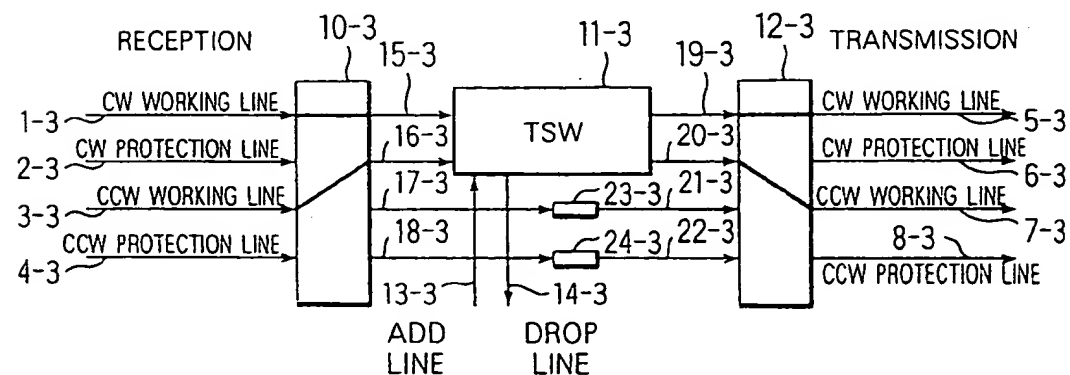 RECEPTION
10-3
15-3
11-3
19-3
12-3
TRANSMISSION
1-3
CW WORKING LINE
TSW
CW WORKING LINE
5-3
2-3
CW PROTECTION LINE
16-3
20-3
CW PROTECTION LINE
6-3
3-3
CCW WORKING LINE
17-3
23-3
21-3
CCW WORKING LINE
7-3
4-3
CCW PROTECTION LINE
18-3
24-3
22-3
8-3
CCW PROTECTION LINE
13-3
14-3
ADD
LINE
DROP
LINE